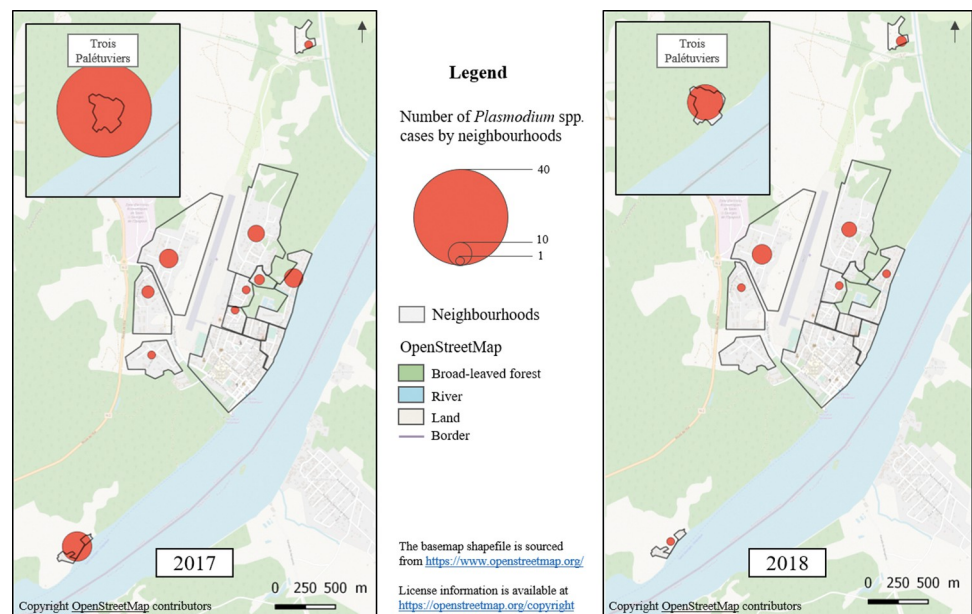 Trois
Palétuviers
2017
0 250 500 m
Copyright OpenStreetMap contributors
Legend
Number of Plasmodium spp.
cases by neighbourhoods
40
10
1
Neighbourhoods
OpenStreetMap
Broad-leaved forest
River
Land
Border
The basemap shapefile is sourced
from https://www.openstreetmap.org/
License information is available at
https://openstreetmap.org/copyright
Trois
Palétuviers
2018
0 250 500 m
Copyright OpenStreetMap contributors